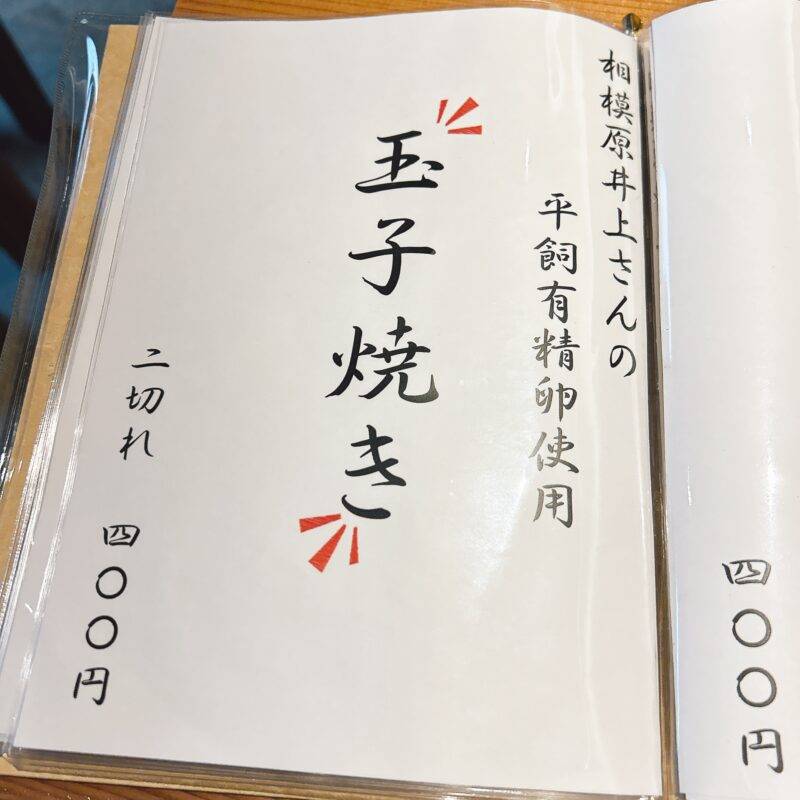 四〇〇円
相模原井上さんの
平飼有精卵使用
玉子焼き
二切れ 四〇〇円